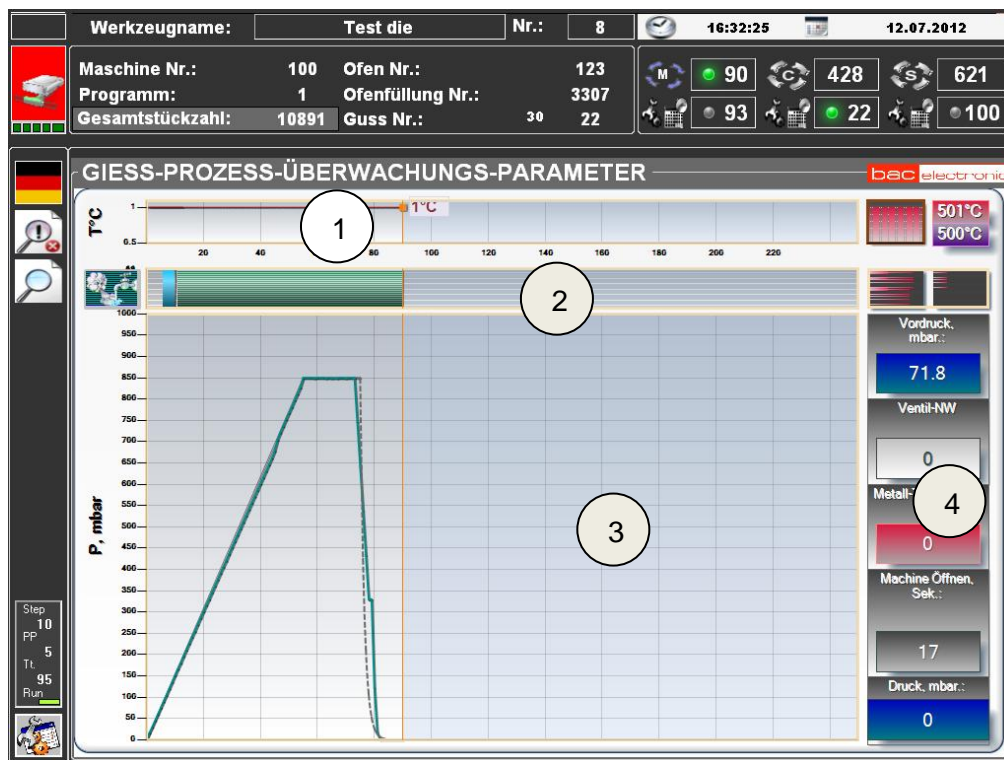 Werkzeugname: Test die Nr.: 8 16:32:25 12.07.2012
Maschine Nr.: 100 Ofen Nr.: 123
Programm: 1 Ofenfüllung Nr.: 3307
Gesamtstückzahl: 10891 Guss Nr.: 30 22
M 90 C 428 S 621
93 22 100
GIESS-PROZESS-ÜBERWACHUNGS-PARAMETER
bac electronic
T°C
1
0.5
1°C
20 40 80 100 120 140 160 180 200 220
1
501°C
500°C
2
P, mbar
1000
950
900
850
800
750
700
650
600
550
500
450
400
350
300
250
200
150
100
50
0
3
Vordruck,
mbar.:
71.8
Ventil-NW
0
Metall-
4
0
Machine Öffnen,
Sek.:
17
Druck, mbar.:
0
Step
10
PP
5
Tt.
95
Run